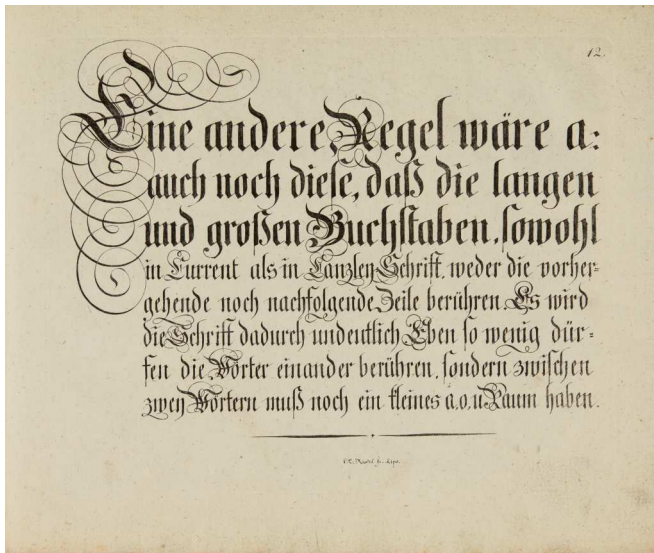 12.
Eine andere Regel wäre a:
auch noch diese, daß die langen
und großen Buchstaben, sowohl
in Current als in Canzley-Schrift, weder die vorher-
gehende noch nachfolgende Zeile berühren. Es wird
die Schrift dadurch undeutlich. Eben so wenig dür-
fen die Wörter einander berühren, sondern zwischen
zwey Wörtern muß noch ein kleines a.o.u Raum haben.